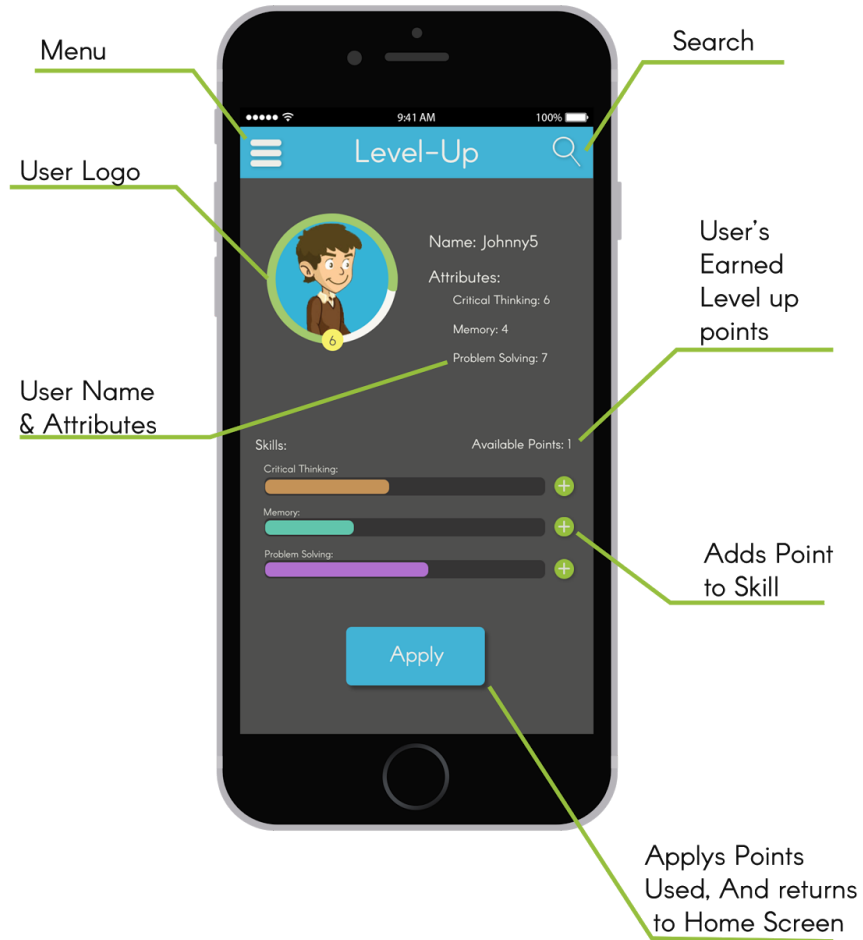 Menu
Search
9:41 AM
100%
Level-Up
User Logo
Name: Johnny5
Attributes:
Critical Thinking: 6
Memory: 4
Problem Solving: 7
6
User's
Earned
Level up
points
User Name
& Attributes
Skills:
Available Points: 1
Critical Thinking:
Memory:
Problem Solving:
Adds Point
to Skill
Apply
Applys Points
Used, And returns
to Home Screen